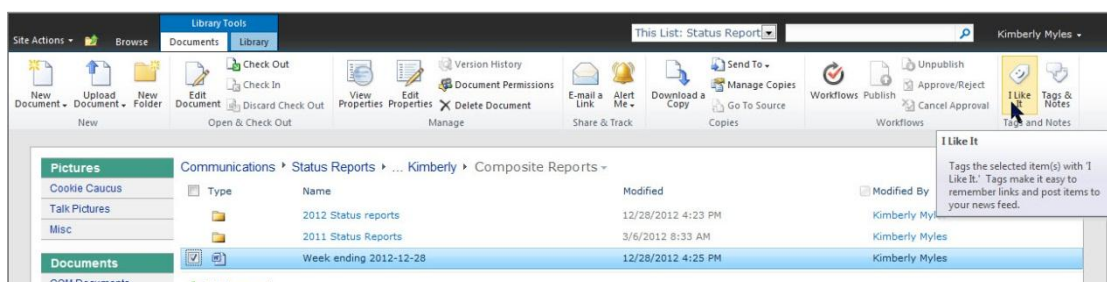 Library Tools
Site Actions Browse Documents Library This List: Status Report Kimberly Myles
New Document Upload Document New Folder
New
Edit Document Check Out
Check In
Discard Check Out
Open & Check Out
View Properties Edit Properties Version History
Document Permissions
Delete Document
Manage
E-mail a Link Alert Me
Share & Track
Download a Copy Send To
Manage Copies
Go To Source
Copies
Workflows Publish Unpublish
Approve/Reject
Cancel Approval
Workflows
I Like It Tags & Notes
Tags and Notes
I Like It
Tags the selected item(s) with 'I
Like It.' Tags make it easy to
remember links and post items to
your news feed.
Pictures
Cookie Caucus
Talk Pictures
Misc
Documents
Communications Status Reports ... Kimberly Composite Reports
Type Name Modified Modified By
2012 Status reports 12/28/2012 4:23 PM Kimberly Myles
2011 Status Reports 3/6/2012 8:33 AM Kimberly Myles
Week ending 2012-12-28 12/28/2012 4:25 PM Kimberly Myles